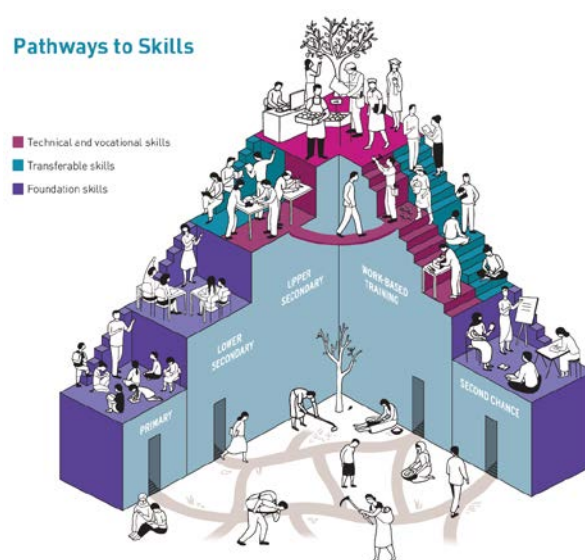 Pathways to Skills
Technical and vocational skills
Transferable skills
Foundation skills
UPPER
SECONDARY
WORK-BASED
TRAINING
LOWER
SECONDARY
PRIMARY
SECOND CHANCE